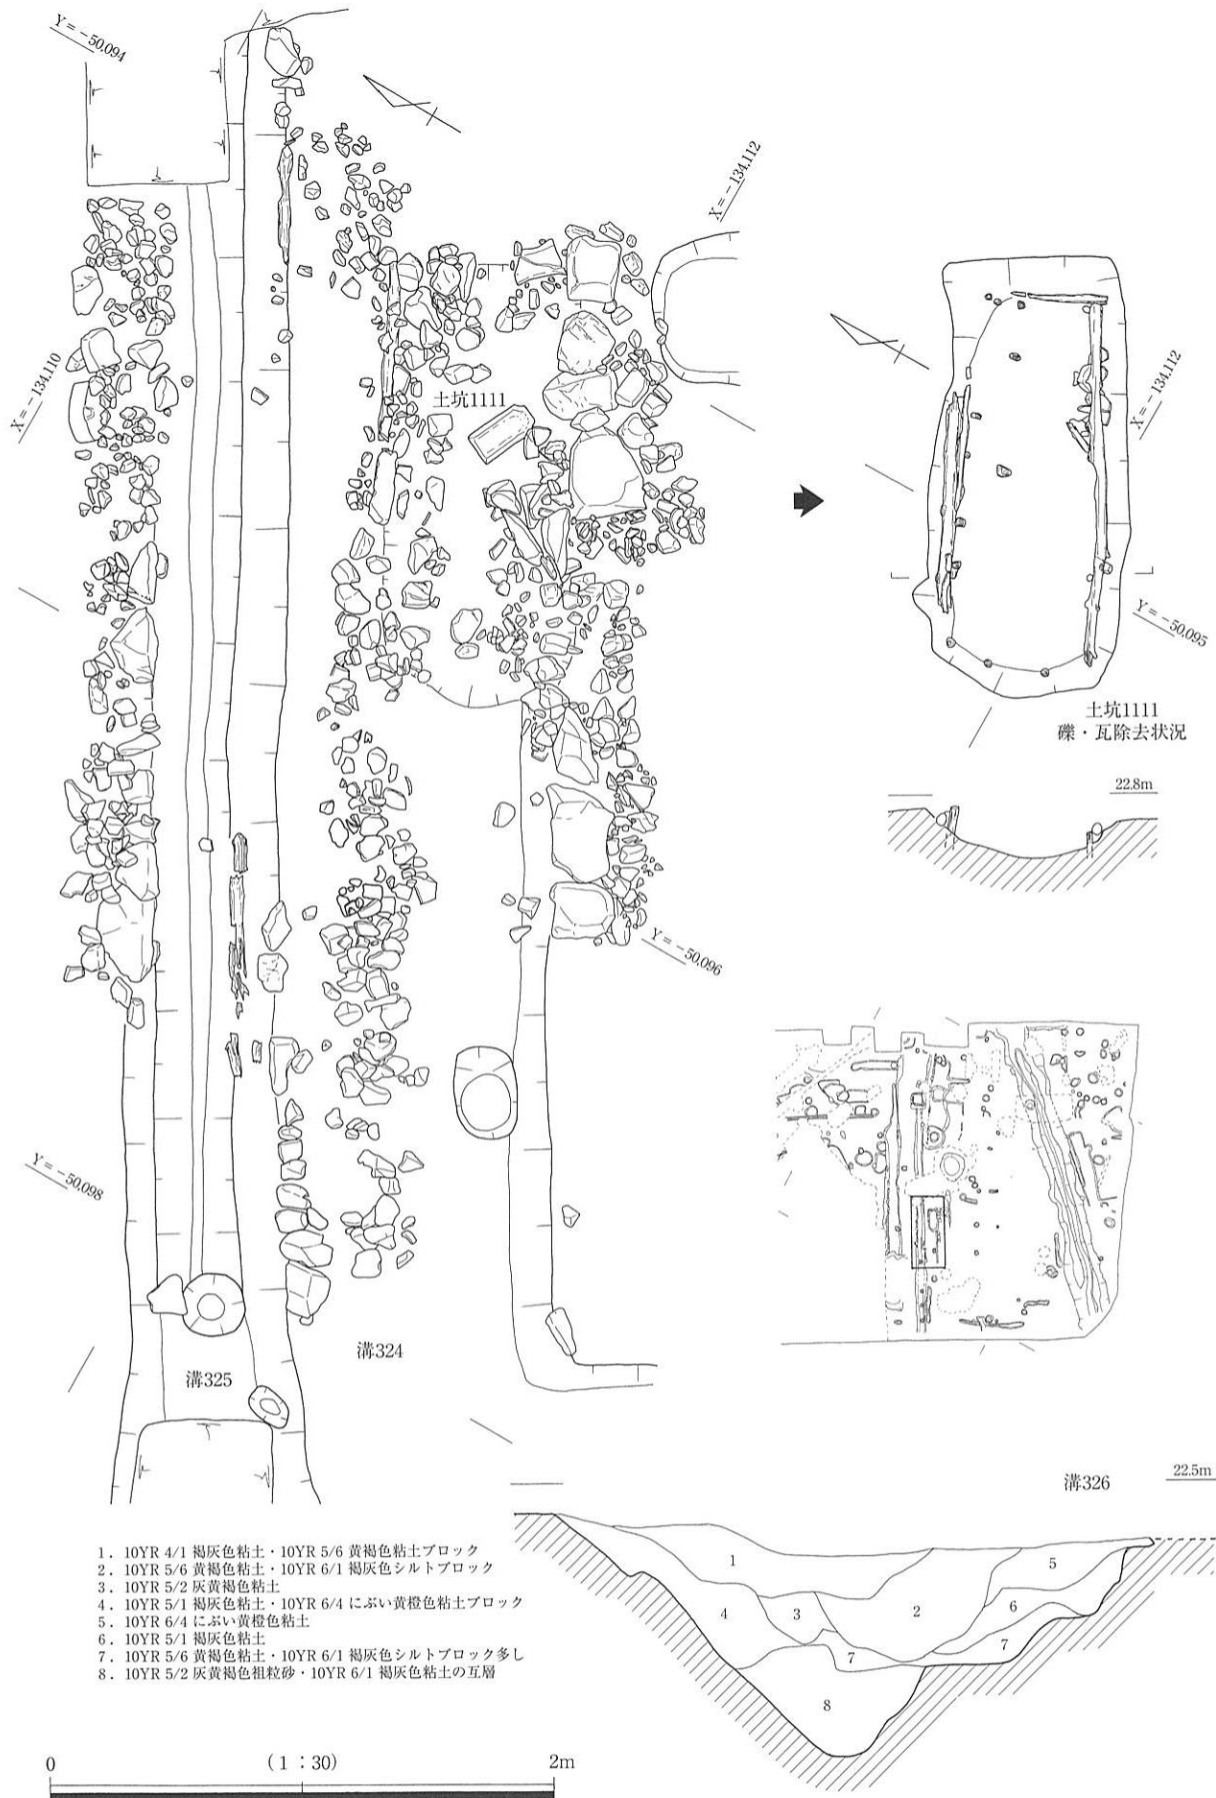 Y=-50,094
X=-134,112
X=-134,110
土坑1111
X=-134,112
Y=-50,095
土坑1111
礫・瓦除去状況
22.8m
Y=-50,096
Y=-50,098
溝324
溝325
溝326
22.5m
1. 10YR 4/1 褐灰色粘土・10YR 5/6 黄褐色粘土ブロック
2. 10YR 5/6 黄褐色粘土・10YR 6/1 褐灰色シルトブロック
3. 10YR 5/2 灰黄褐色粘土
4. 10YR 5/1 褐灰色粘土・10YR 6/4 にぶい黄橙色粘土ブロック
5. 10YR 6/4 にぶい黄橙色粘土
6. 10YR 5/1 褐灰色粘土
7. 10YR 5/6 黄褐色粘土・10YR 6/1 褐灰色シルトブロック多し
8. 10YR 5/2 灰黄褐色粗粒砂・10YR 6/1 褐灰色粘土の互層
1
5
4
3
2
6
7
7
8
0 (1:30) 2m